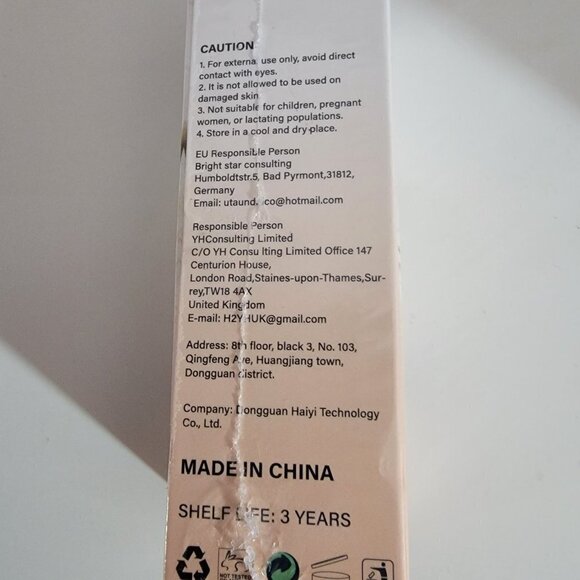 CAUTION
1. For external use only, avoid direct
contact with eyes.
2. It is not allowed to be used on
damaged skin
3. Not suitable for children, pregnant
women, or lactating populations.
4. Store in a cool and dry place.
EU Responsible Person
Bright star consulting
Humboldtstr.5, Bad Pyrmont,31812,
Germany
Email:
Responsible Person
YHConsulting Limited
C/O YH Consulting Limited Office 147
Centurion House,
London Road,Staines-upon-Thames,Sur-
rey,TW18 4AX
United Kingdom
E-mail:
Address: 8th floor, black 3, No. 103,
Qingfeng Ave, Huangjiang town,
Dongguan district.
Company: Dongguan Haiyi Technology
Co., Ltd.
MADE IN CHINA
SHELF LIFE: 3 YEARS
NOT TESTED